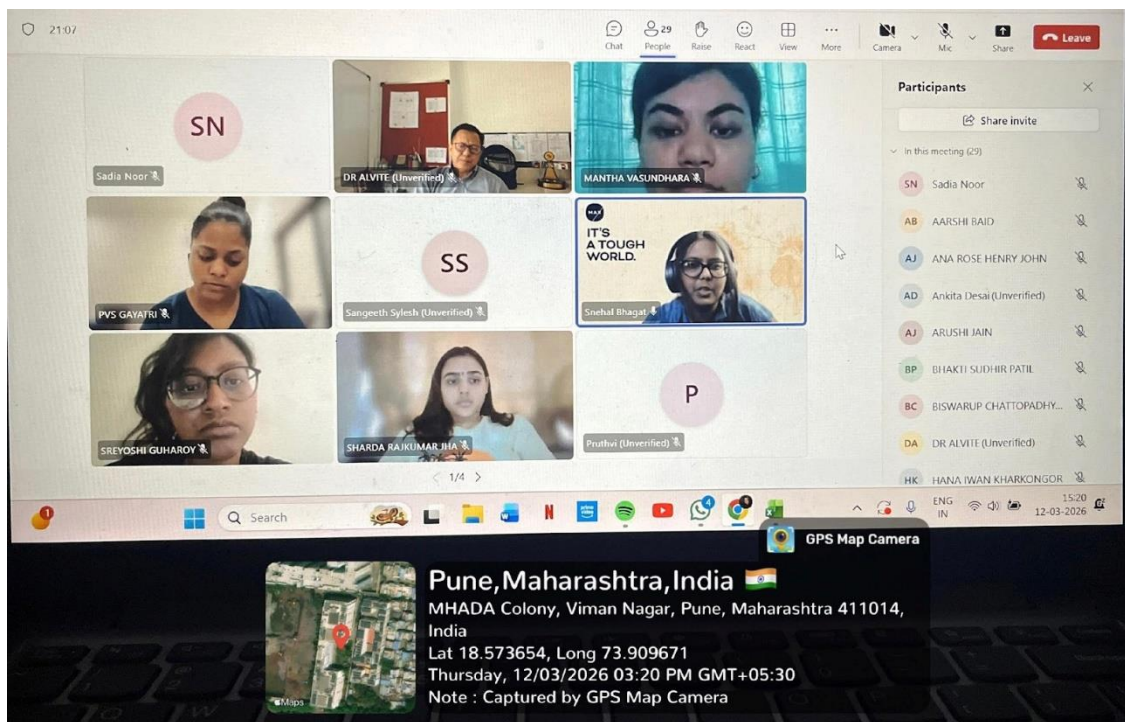 21:07
Chat
29
People
Raise
React
View
More
Camera
Mic
Share
Leave
SN
Sadia Noor
DR ALVITE (Unverified)
MANTHA VASUNDHARA
PVS GAYATRI
SS
Sangeeth Sylesh (Unverified)
MAX
IT'S
A TOUGH
WORLD.
Snehal Bhagat
SREYOSHI GUHAROY
SHARDA RAJKUMAR JHA
P
Pruthvi (Unverified)
1/4
Participants
Share invite
In this meeting (29)
SN Sadia Noor
AB AARSHI BAID
AJ ANA ROSE HENRY JOHN
AD Ankita Desai (Unverified)
AJ ARUSHI JAIN
BP BHAKTI SUDHIR PATIL
BC BISWARUP CHATTOPADHY...
DA DR ALVITE (Unverified)
HK HANA IWAN KHARKONGOR
1
Search
prime video
4
ENG
IN
15:20
12-03-2026
GPS Map Camera
Pune,Maharashtra,India
MHADA Colony, Viman Nagar, Pune, Maharashtra 411014,
India
Lat 18.573654, Long 73.909671
Thursday, 12/03/2026 03:20 PM GMT+05:30
Note : Captured by GPS Map Camera
Maps